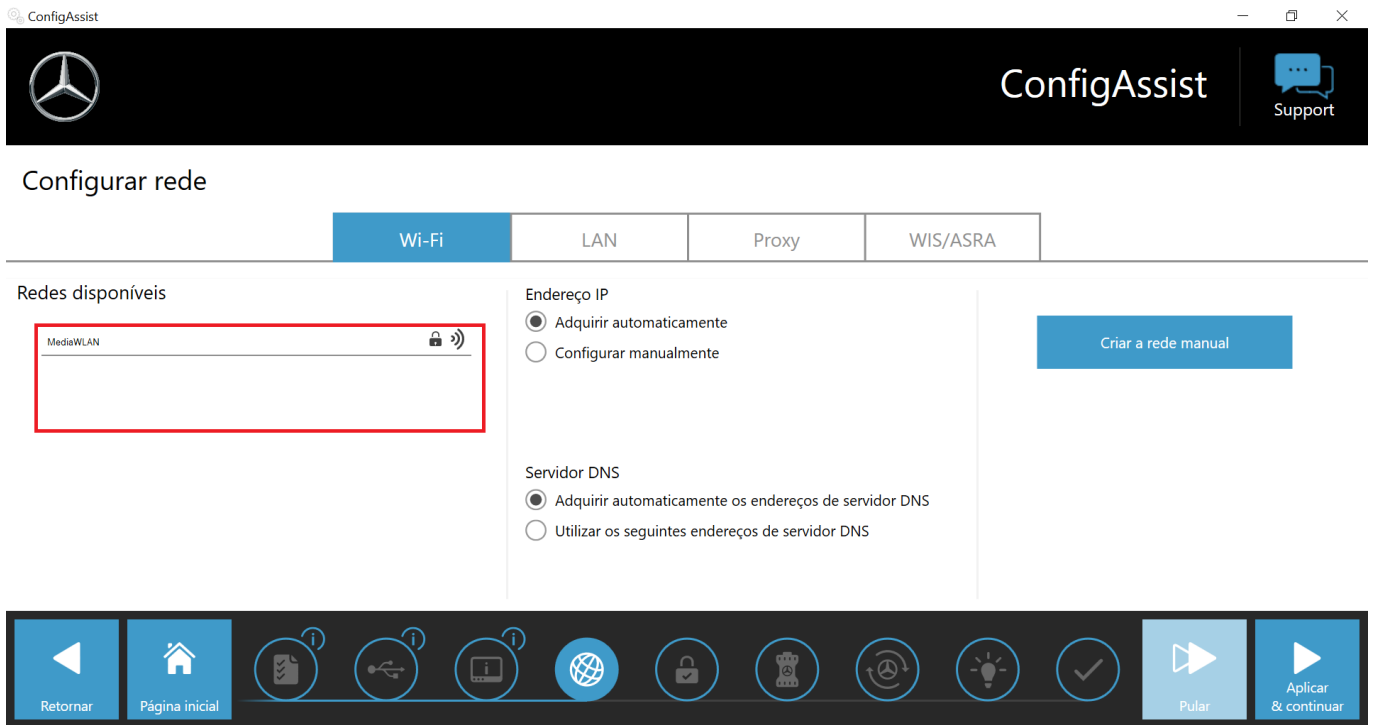 ConfigAssist
ConfigAssist
Support
Configurar rede
Wi-Fi
LAN
Proxy
WIS/ASRA
Redes disponíveis
MediaWLAN
Endereço IP
Adquirir automaticamente
Configurar manualmente
Servidor DNS
Adquirir automaticamente os endereços de servidor DNS
Utilizar os seguintes endereços de servidor DNS
Criar a rede manual
Retornar
Página inicial
Pular
Aplicar
& continuar